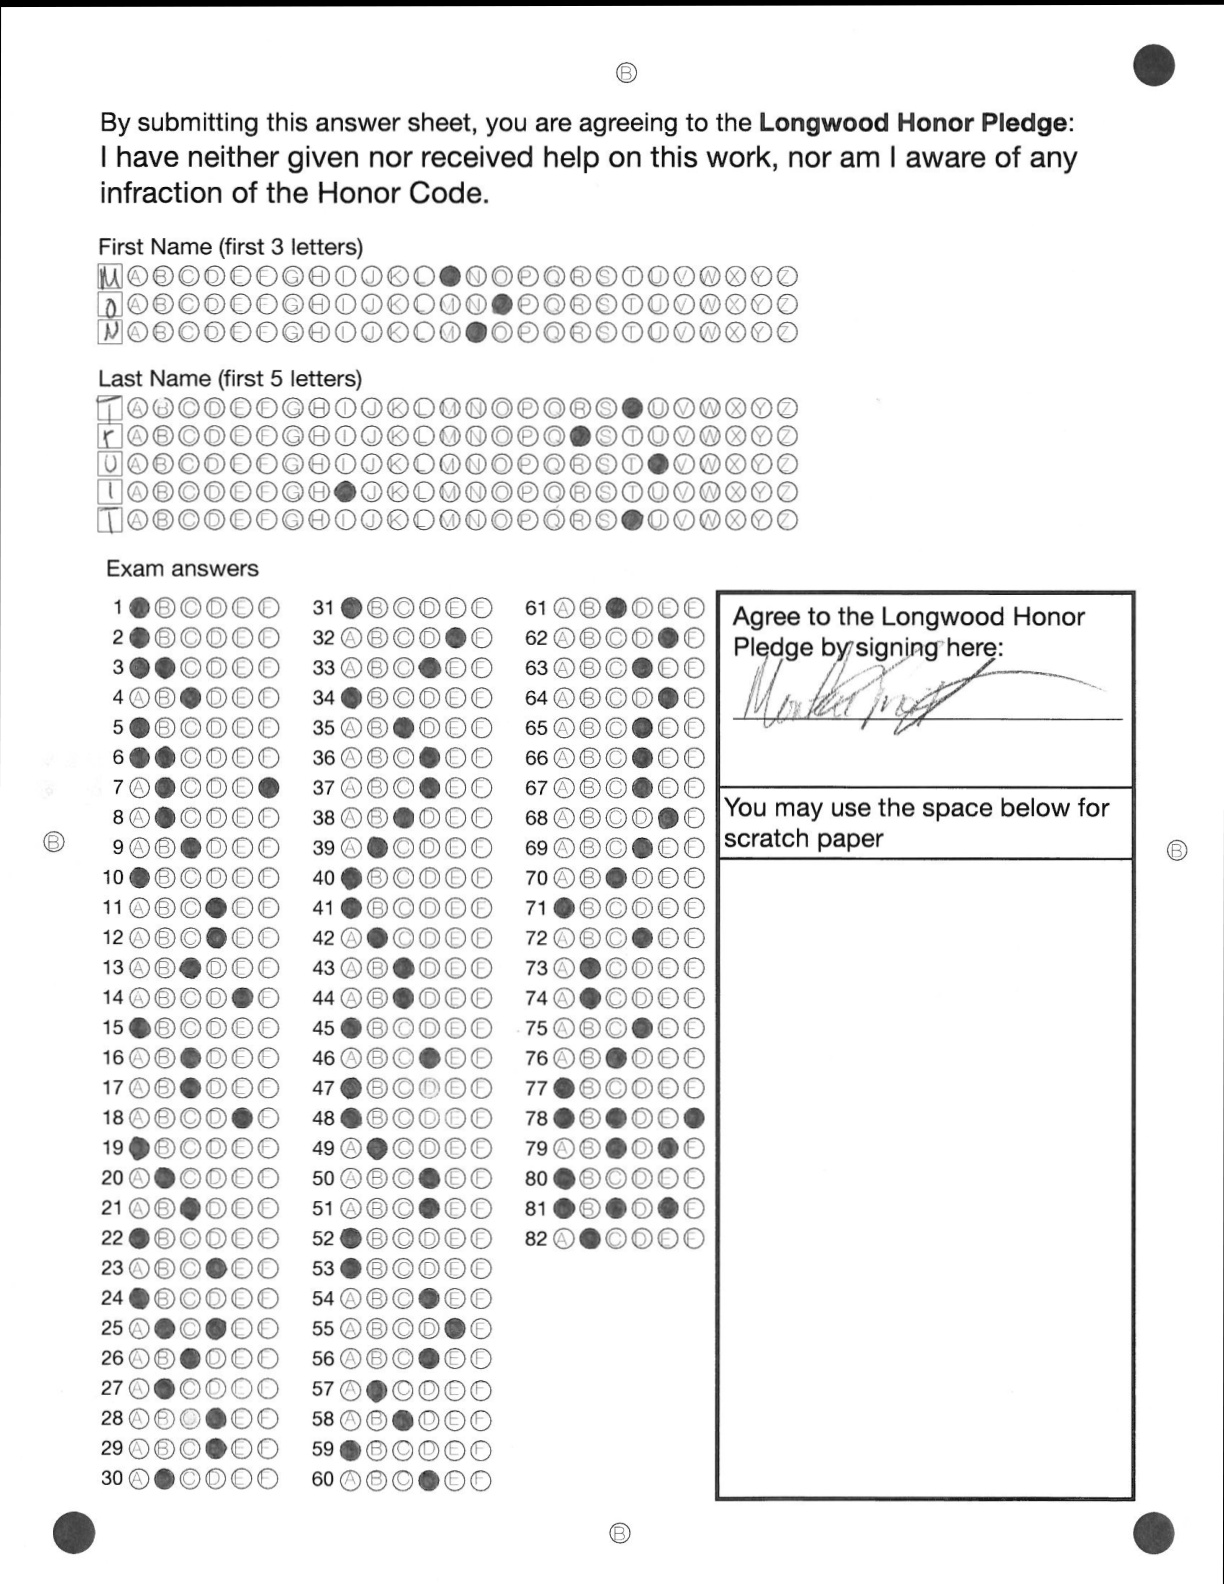 B
By submitting this answer sheet, you are agreeing to the Longwood Honor Pledge:
I have neither given nor received help on this work, nor am I aware of any
infraction of the Honor Code.
First Name (first 3 letters)
M A B C D E F G H I J K L N O P Q R S T U V W X Y Z
O A B C D E F G H I J K L M N P Q R S T U V W X Y Z
N A B C D E F G H I J K L M O P Q R S T U V W X Y Z
Last Name (first 5 letters)
T A B C D E F G H I J K L M N O P Q R S U V W X Y Z
r A B C D E F G H I J K L M N O P Q S T U V W X Y Z
U A B C D E F G H I J K L M N O P Q R S T V W X Y Z
I A B C D E F G H J K L M N O P Q R S T U V W X Y Z
T A B C D E F G H I J K L M N O P Q R S U V W X Y Z
Exam answers
1 B C D E F
2 B C D E F
3 C D E F
4 A B D E F
5 B C D E F
6 C D E F
7 A C D E
8 A C D E F
9 A B D E F
10 B C D E F
11 A B C E F
12 A B C E F
13 A B D E F
14 A B C D F
15 B C D E F
16 A B D E F
17 A B D E F
18 A B C D F
19 B C D E F
20 A C D E F
21 A B D E F
22 B C D E F
23 A B C E F
24 B C D E F
25 A C E F
26 A B D E F
27 A C D E F
28 A B C E F
29 A B C E F
30 A C D E F
31 B C D E F
32 A B C D F
33 A B C E F
34 B C D E F
35 A B D E F
36 A B C E F
37 A B C E F
38 A B D E F
39 A C D E F
40 B C D E F
41 B C D E F
42 A C D E F
43 A B D E F
44 A B D E F
45 B C D E F
46 A B C E F
47 B C D E F
48 B C D E F
49 A C D E F
50 A B C E F
51 A B C E F
52 B C D E F
53 B C D E F
54 A B C E F
55 A B C D F
56 A B C E F
57 A C D E F
58 A B D E F
59 B C D E F
60 A B C E F
61 A B D E F
62 A B C D F
63 A B C E F
64 A B C D F
65 A B C E F
66 A B C E F
67 A B C E F
68 A B C D F
69 A B C E F
70 A B D E F
71 B C D E F
72 A B C E F
73 A C D E F
74 A C D E F
75 A B C E F
76 A B D E F
77 B C D E F
78 B D E
79 A B D F
80 B C D E F
81 B D F
82 A C D E F
Agree to the Longwood Honor
Pledge by signing here:
You may use the space below for
scratch paper
B
B
B